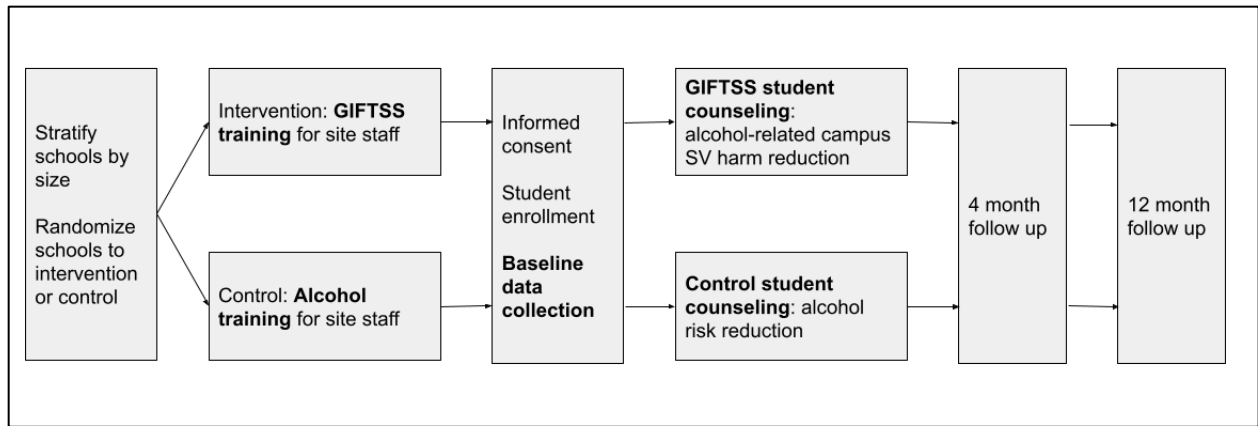 Stratify
schools by
size
Randomize
schools to
intervention
or control
Intervention: GIFTSS
training for site staff
Control: Alcohol
training for site staff
Informed
consent
Student
enrollment
Baseline
data
collection
GIFTSS student
counseling:
alcohol-related campus
SV harm reduction
Control student
counseling: alcohol
risk reduction
4 month
follow up
12 month
follow up